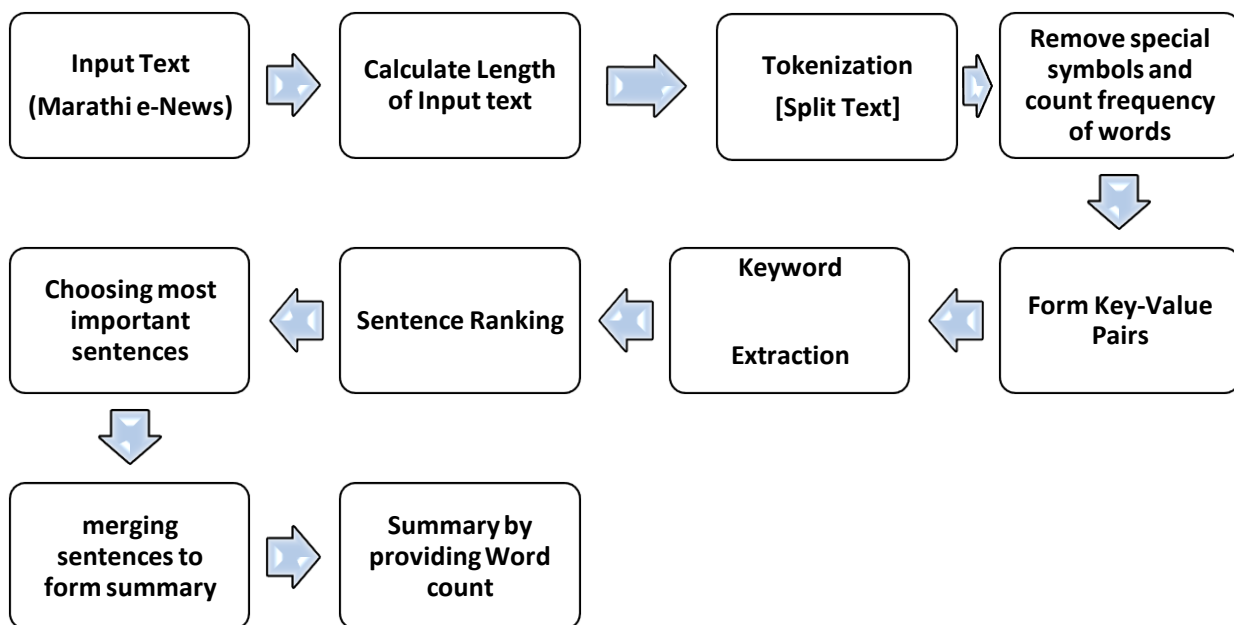 Input Text
(Marathi e-News)
Calculate Length
of Input text
Tokenization
[Split Text]
Remove special
symbols and
count frequency
of words
Form Key-Value
Pairs
Keyword
Extraction
Sentence Ranking
Choosing most
important
sentences
merging
sentences to
form summary
Summary by
providing Word
count